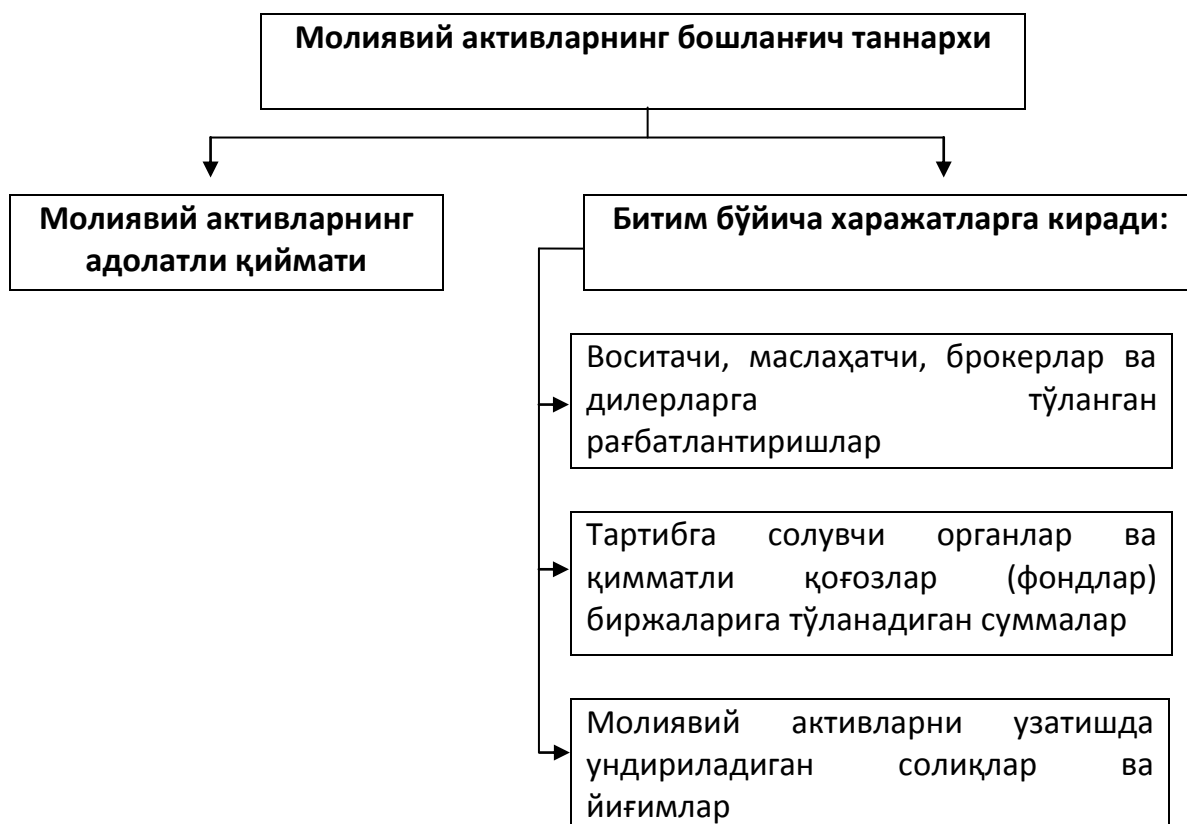 Молиявий активларнинг бошланғич таннархи
Молиявий активларнинг
адолатли қиймати
Битим бўйича харажатларга киради:
Воситачи, маслаҳатчи, брокерлар ва
дилерларга тўланган
рағбатлантиришлар
Тартибга солувчи органлар ва
қимматли қоғозлар (фондлар)
биржаларига тўланадиган суммалар
Молиявий активларни узатишда
ундириладиган солиқлар ва
йиғимлар